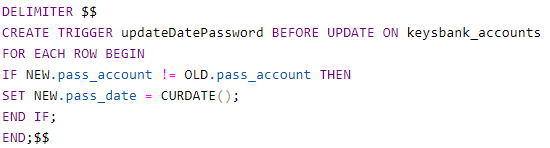 DELIMITER $$
CREATE TRIGGER updateDatePassword BEFORE UPDATE ON keysbank_accounts
FOR EACH ROW BEGIN
IF NEW.pass_account != OLD.pass_account THEN
SET NEW.pass_date = CURDATE();
END IF;
END;$$